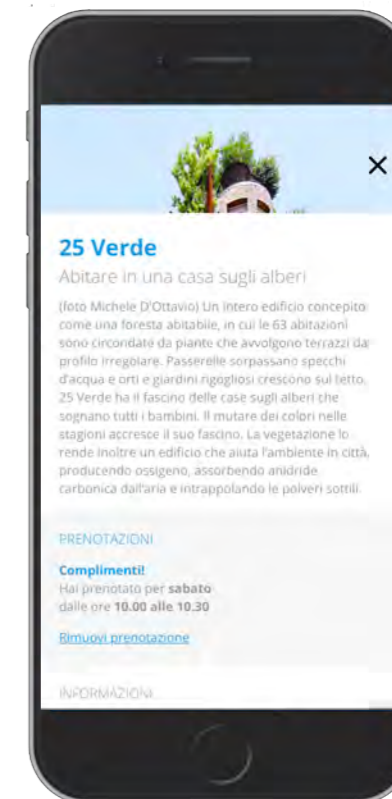 25 Verde
Abitare in una casa sugli alberi
(foto Michele D'Ottavio) Un intero edificio concepito
come una foresta abitabile, in cui le 63 abitazioni
sono circondate da piante che avvolgono terrazzi da
profilo irregolare. Passerelle sorpassano specchi
d'acqua e orti e giardini rigogliosi crescono sul tetto.
25 Verde ha il fascino delle case sugli alberi che
sognano tutti i bambini. Il mutare dei colori nelle
stagioni accresce il suo fascino. La vegetazione lo
rende inoltre un edificio che aiuta l'ambiente in città,
producendo ossigeno, assorbendo anidride
carbonica dall'aria e intrappolando le polveri sottili.
PRENOTAZIONI
Complimenti!
Hai prenotato per sabato
dalle ore 10.00 alle 10.30
Rimuovi prenotazione
INFORMAZIONI